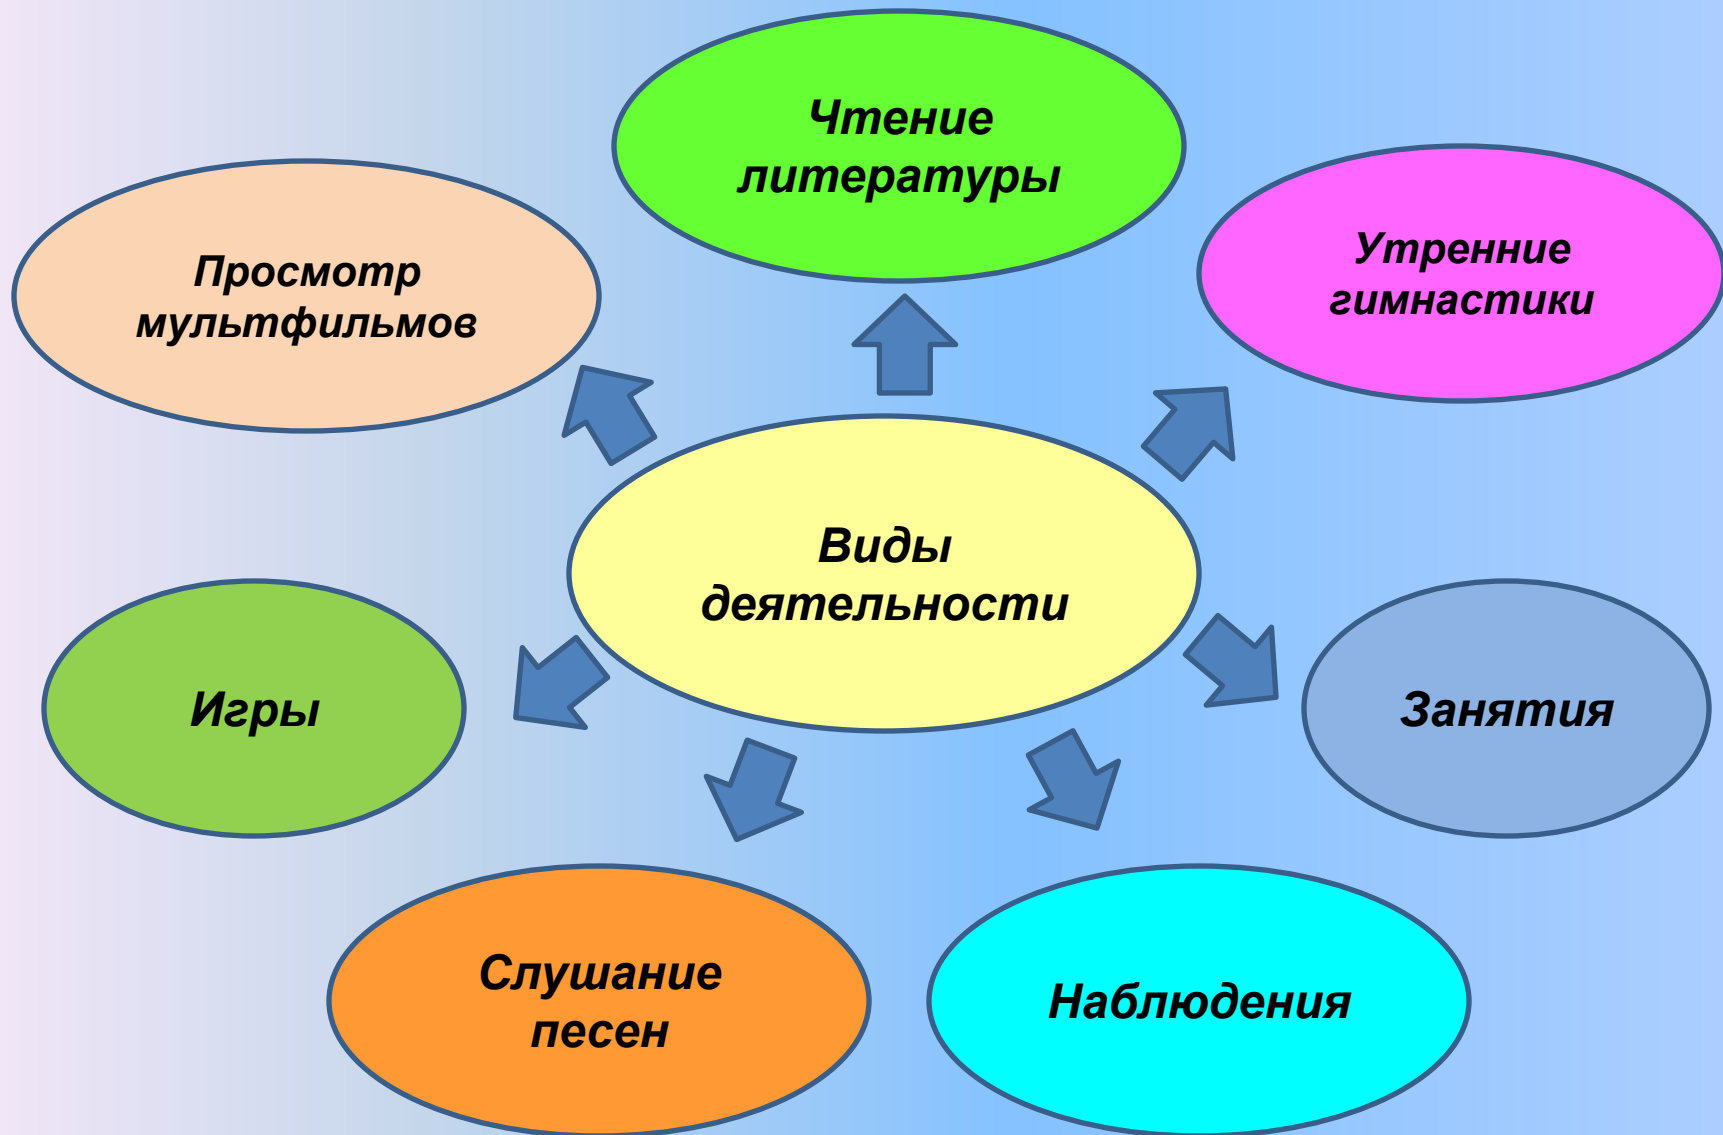 Чтение
литературы
Просмотр
мультфильмов
Утренние
гимнастики
Виды
деятельности
Игры
Занятия
Слушание
песен
Наблюдения